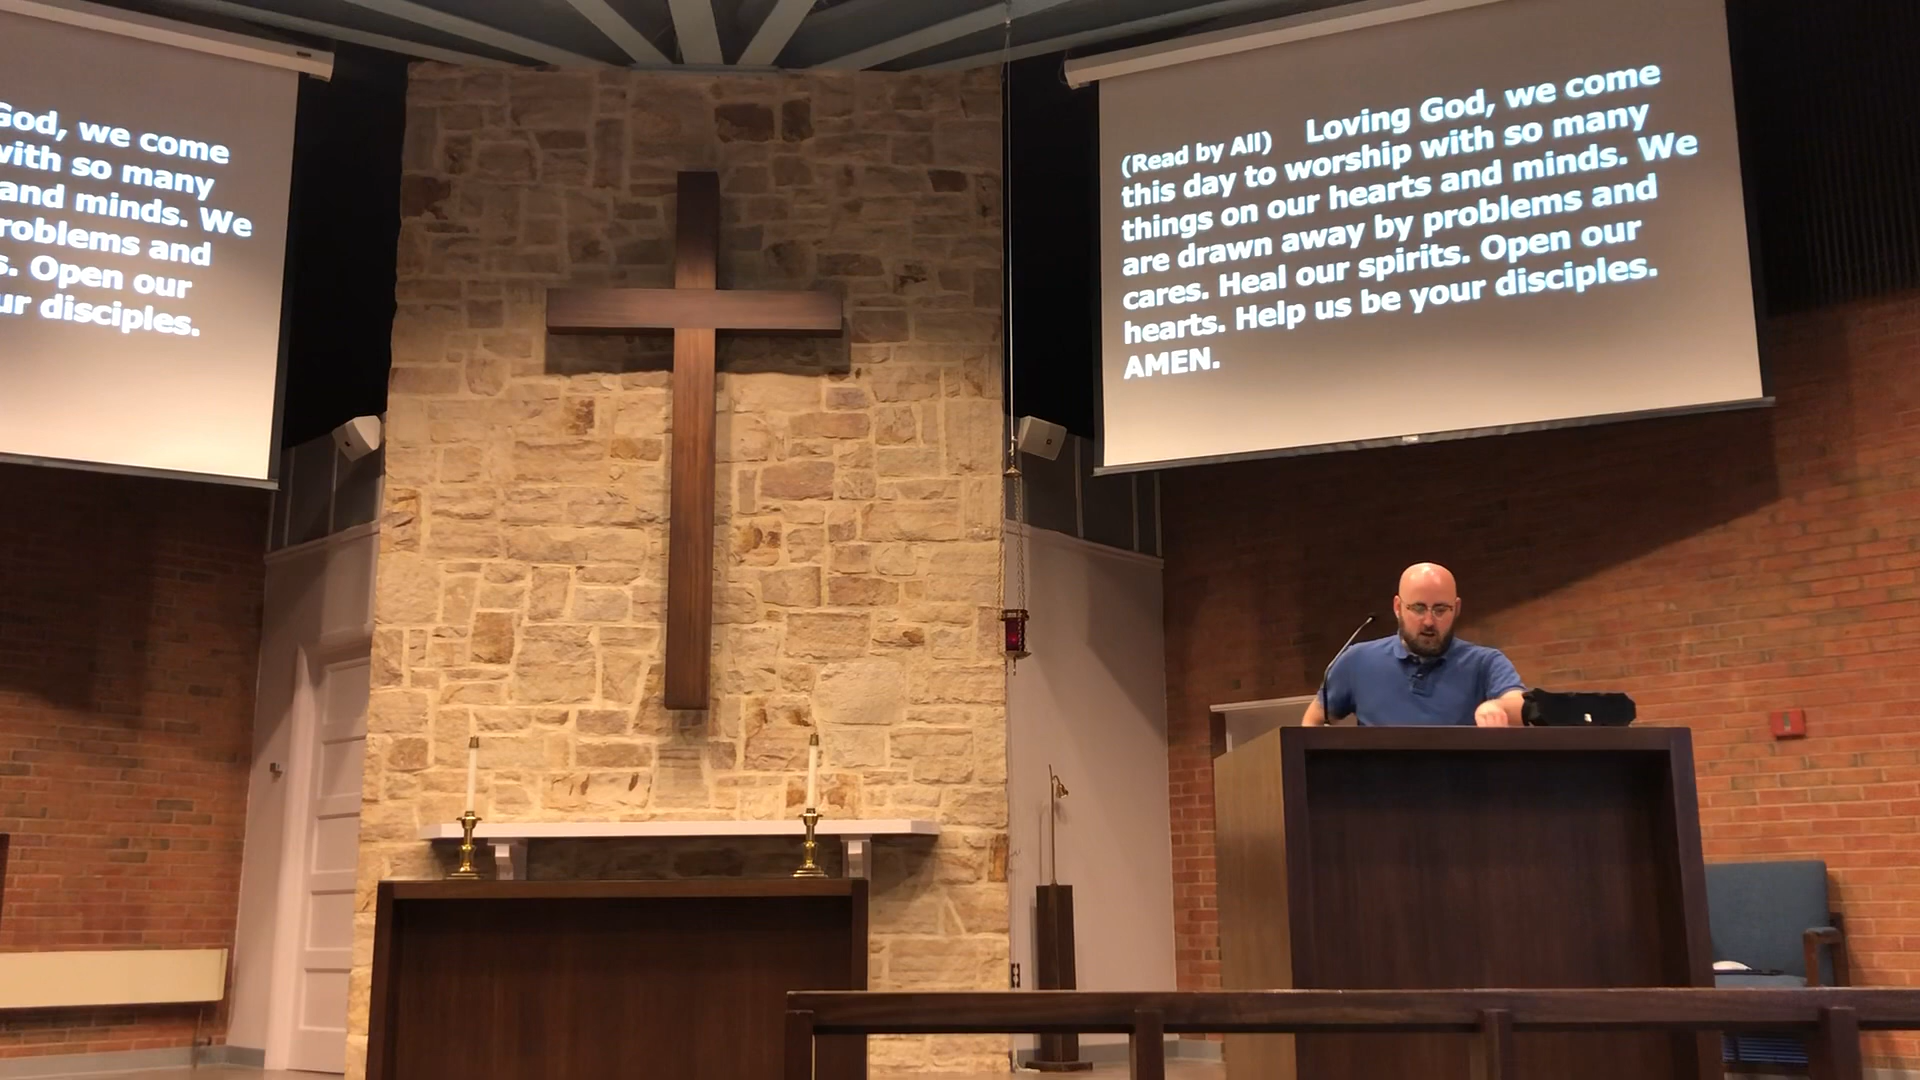 God, we come
with so many
and minds. We
problems and
s. Open our
ur disciples.
(Read by All) Loving God, we come
this day to worship with so many
things on our hearts and minds. We
are drawn away by problems and
cares. Heal our spirits. Open our
hearts. Help us be your disciples.
AMEN.